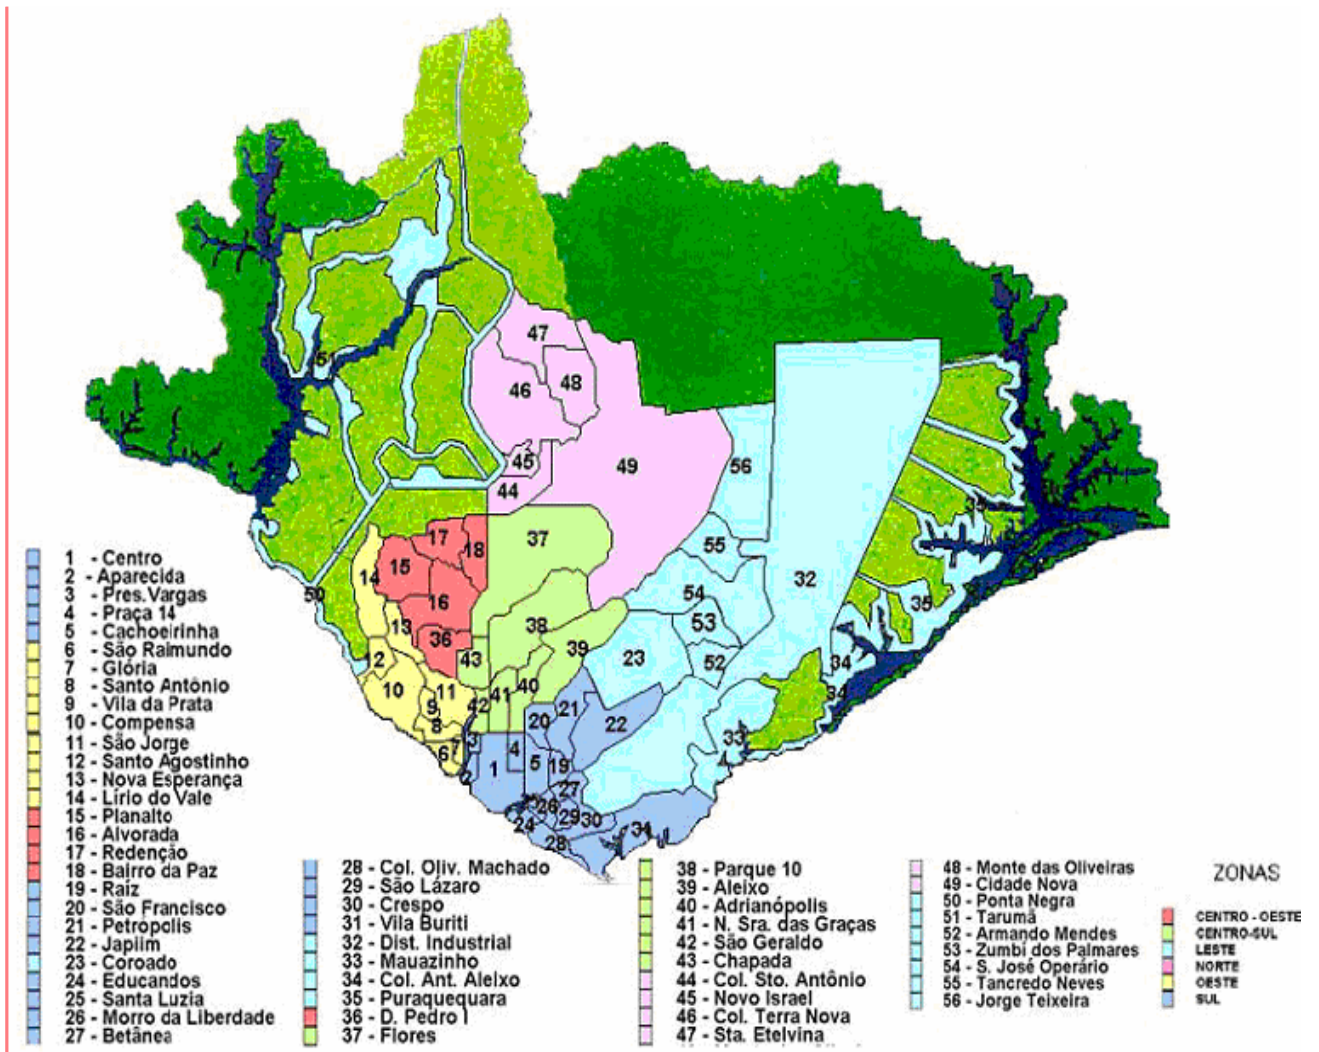 47
51
46
48
45
49
56
44
35
17
18
37
55
15
32
14
16
54
50
35
38
13
53
36
39
12
43
23
52
34
10
11
41
40
34
9
42
21
22
8
20
33
3
6
7
4
5
19
1
2
27
26
24
29
30
31
28
1 - Centro
2 - Aparecida
3 - Pres.Vargas
4 - Praça 14
5 - Cachoeirinha
6 - São Raimundo
7 - Glória
8 - Santo Antônio
9 - Vila da Prata
10 - Compensa
11 - São Jorge
12 - Santo Agostinho
13 - Nova Esperança
14 - Lírio do Vale
15 - Planalto
16 - Alvorada
17 - Redenção
18 - Bairro da Paz
19 - Raíz
20 - São Francisco
21 - Petrópolis
22 - Japiim
23 - Coroado
24 - Educandos
25 - Santa Luzia
26 - Morro da Liberdade
27 - Betânea
28 - Col. Oliv. Machado
29 - São Lázaro
30 - Crespo
31 - Vila Buriti
32 - Dist. Industrial
33 - Mauazinho
34 - Col. Ant. Aleixo
35 - Puraquequara
36 - D. Pedro I
37 - Flores
38 - Parque 10
39 - Aleixo
40 - Adrianópolis
41 - N. Sra. das Graças
42 - São Geraldo
43 - Chapada
44 - Col. Sto. Antônio
45 - Novo Israel
46 - Col. Terra Nova
47 - Sta. Etelvina
48 - Monte das Oliveiras
49 - Cidade Nova
50 - Ponta Negra
51 - Tarumã
52 - Armando Mendes
53 - Zumbi dos Palmares
54 - S. José Operário
55 - Tancredo Neves
56 - Jorge Teixeira
ZONAS
CENTRO - OESTE
CENTRO-SUL
LESTE
NORTE
OESTE
SUL